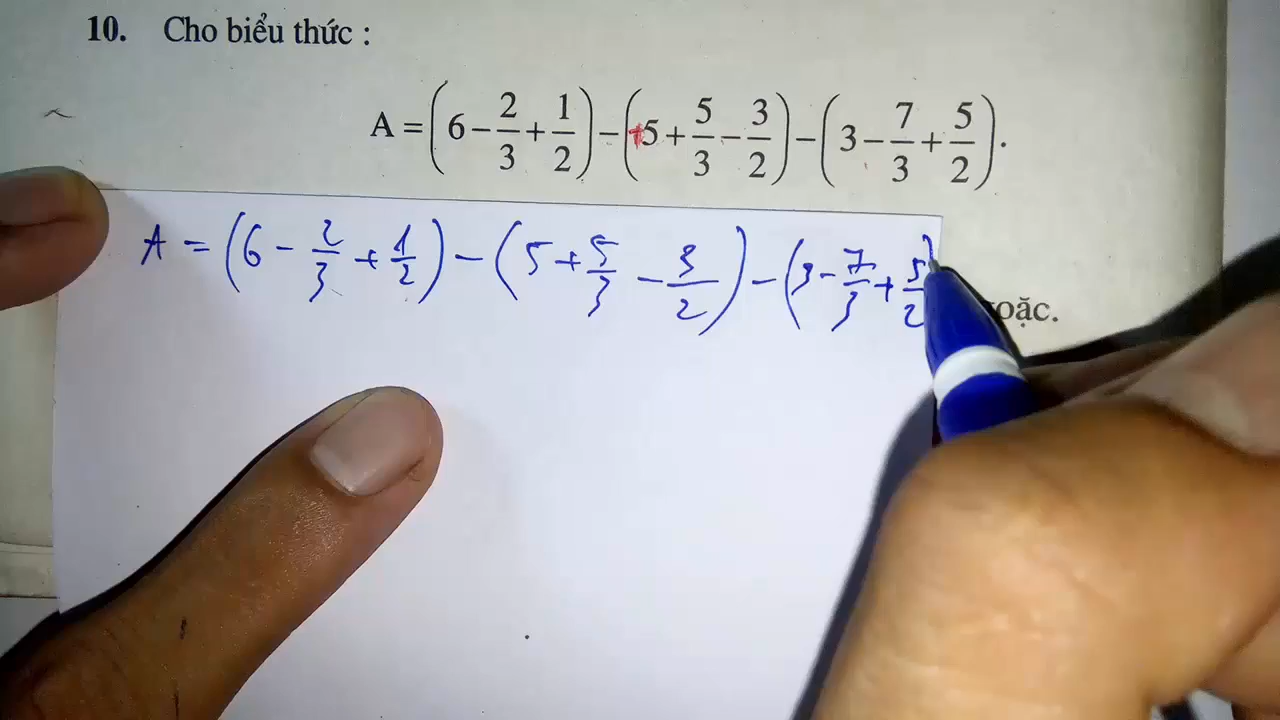 10. Cho biểu thức :
A = (6 − 2/3 + 1/2) − (+5 + 5/3 − 3/2) − (3 − 7/3 + 5/2).
A = (6 − 2/3 + 1/2) − (5 + 5/3 − 3/2) − (3 − 7/3 + 5/2)
oặc.